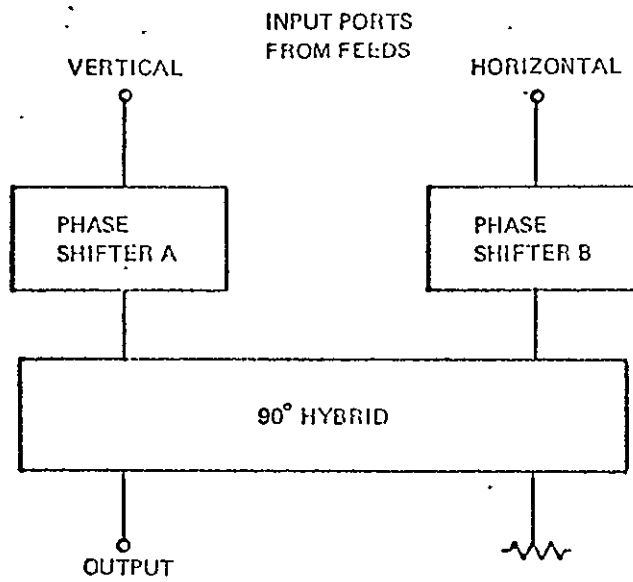 INPUT PORTS
FROM FEEDS
VERTICAL
HORIZONTAL
PHASE
SHIFTER A
PHASE
SHIFTER B
90° HYBRID
OUTPUT